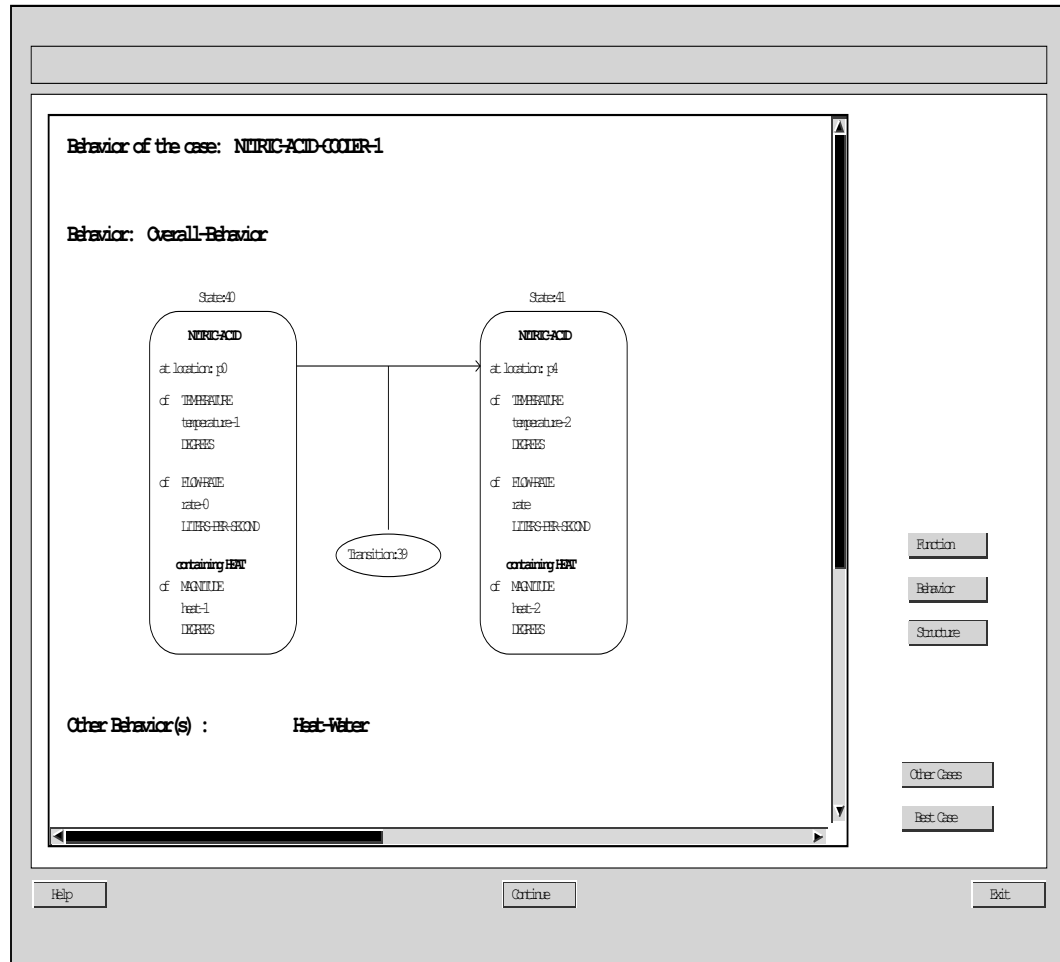 Behavior of the case: NITRIC-ACID-COOLER-1
Behavior: Overall-Behavior
State:40
NITRIC-ACID
at location: p0
of TEMPERATURE
temperature-1
DEGREES
of FLOW-RATE
rate-0
LITERS-PER-SECOND
containing HEAT
of MAGNITUDE
heat-1
DEGREES
Transition:39
State:41
NITRIC-ACID
at location: p4
of TEMPERATURE
temperature-2
DEGREES
of FLOW-RATE
rate
LITERS-PER-SECOND
containing HEAT
of MAGNITUDE
heat-2
DEGREES
Other Behavior(s) : Heat-Water
Function
Behavior
Structure
Other Cases
Best Case
Help
Continue
Exit